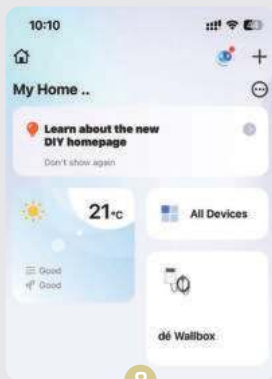 10:10
My Home ..
Learn about the new
DIY homepage
Don't show again
21°C
All Devices
Good
Good
dé Wallbox